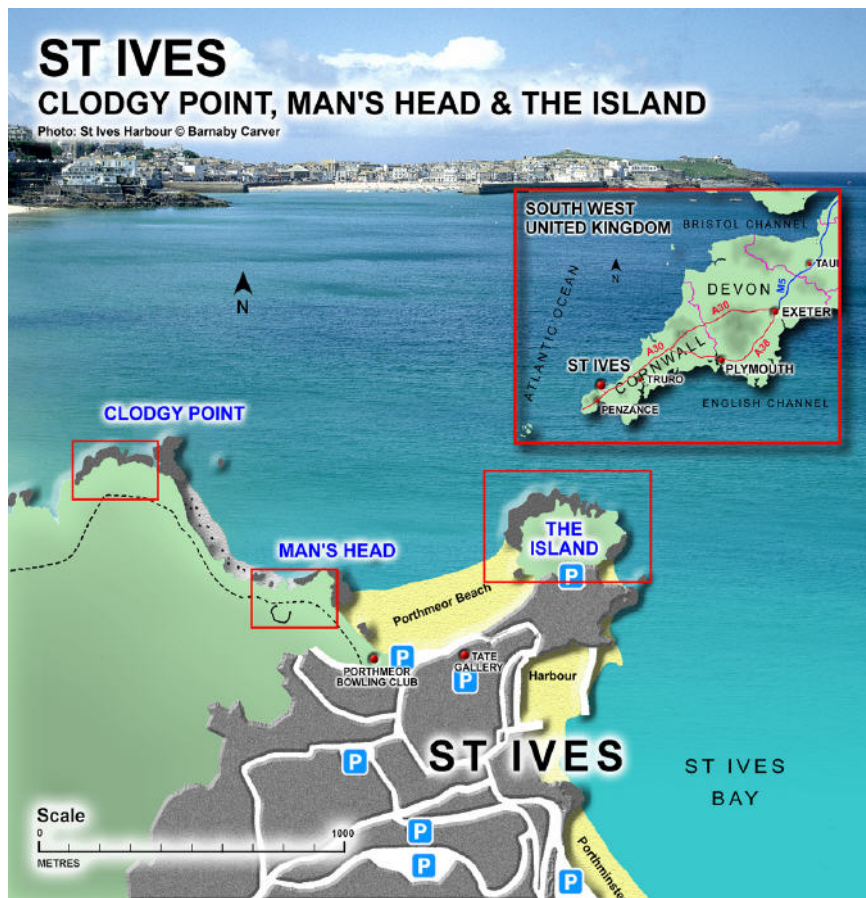 ST IVES
CLODGY POINT, MAN'S HEAD & THE ISLAND
Photo: St Ives Harbour © Barnaby Carver
SOUTH WEST
UNITED KINGDOM
BRISTOL CHANNEL
TAU
N
ATLANTIC OCEAN
DEVON
M5
A30
EXETER
A30
CORNWALL
A38
ST IVES
TRURO
PLYMOUTH
PENZANCE
ENGLISH CHANNEL
N
CLODGY POINT
THE
ISLAND
MAN'S HEAD
P
Porthmeor Beach
PORTHMEOR
BOWLING CLUB
P
TATE
GALLERY
P
Harbour
ST IVES
P
ST IVES
BAY
Scale
0
1000
METRES
P
P
P
Porthminster